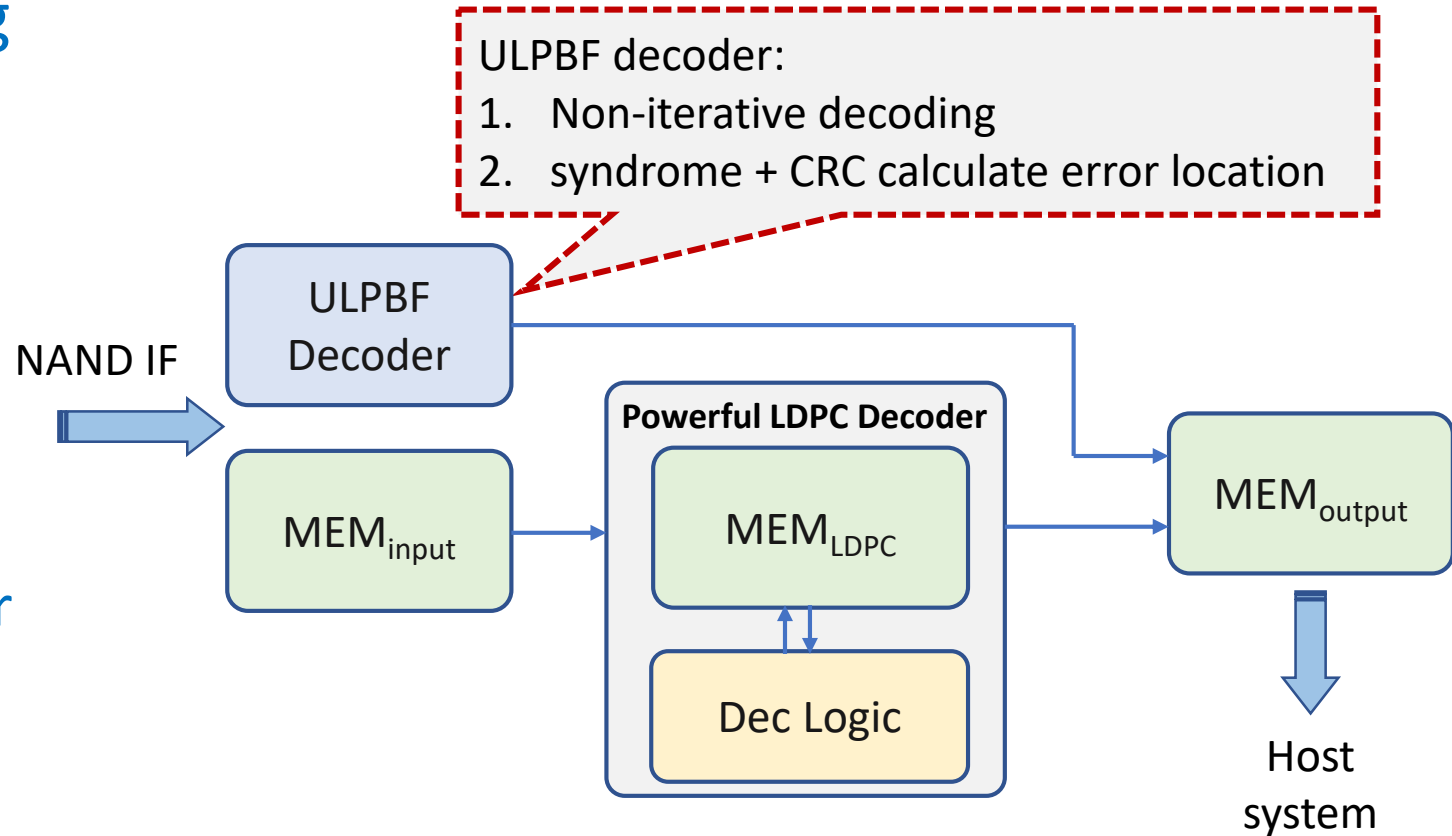 g
ULPBF decoder:
1. Non-iterative decoding
2. syndrome + CRC calculate error location
ULPBF
Decoder
NAND IF
Powerful LDPC Decoder
MEMinput
MEMLDPC
MEMoutput
r
Dec Logic
Host
system